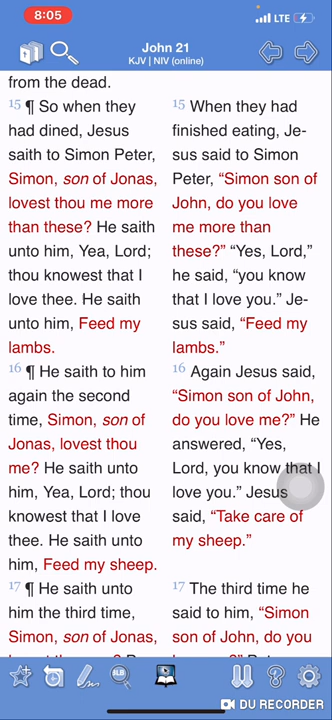 8:05
LTE
John 21
KJV | NIV (online)
from the dead.
15 ¶ So when they
had dined, Jesus
saith to Simon Peter,
Simon, son of Jonas,
lovest thou me more
than these? He saith
unto him, Yea, Lord;
thou knowest that I
love thee. He saith
unto him, Feed my
lambs.
16 ¶ He saith to him
again the second
time, Simon, son of
Jonas, lovest thou
me? He saith unto
him, Yea, Lord; thou
knowest that I love
thee. He saith unto
him, Feed my sheep.
17 ¶ He saith unto
him the third time,
Simon, son of Jonas,
15 When they had
finished eating, Je-
sus said to Simon
Peter, “Simon son of
John, do you love
me more than
these?” “Yes, Lord,”
he said, “you know
that I love you.” Je-
sus said, “Feed my
lambs.”
16 Again Jesus said,
“Simon son of John,
do you love me?” He
answered, “Yes,
Lord, you know that I
love you.” Jesus
said, “Take care of
my sheep.”
17 The third time he
said to him, “Simon
son of John, do you
SLB
DU RECORDER